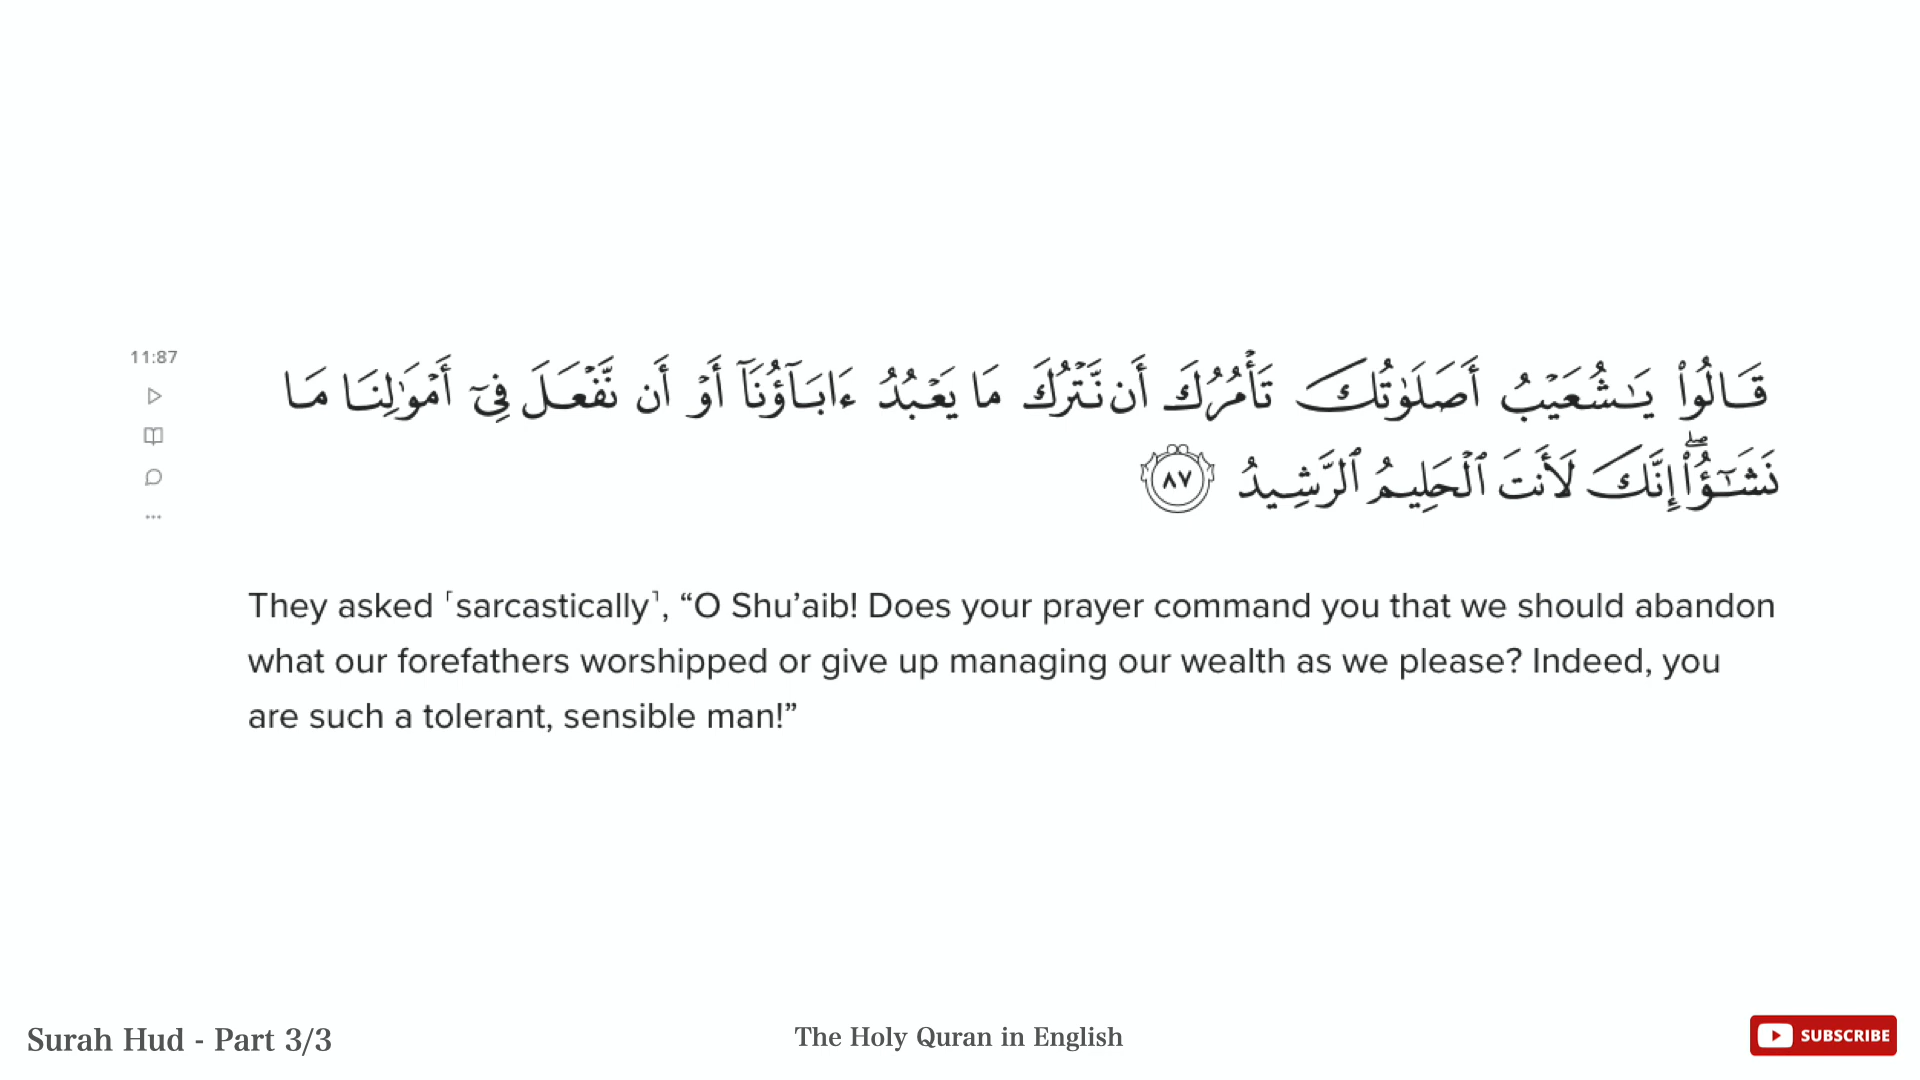 11:87
قَالُوا۟ يَـٰشُعَيْبُ أَصَلَوٰتُكَ تَأْمُرُكَ أَن نَّتْرُكَ مَا يَعْبُدُ ءَابَآؤُنَآ أَوْ أَن نَّفْعَلَ فِىٓ أَمْوَٰلِنَا مَا
نَشَـٰٓؤُا۟ ۖ إِنَّكَ لَأَنتَ ٱلْحَلِيمُ ٱلرَّشِيدُ ٨٧
They asked ˹sarcastically˺, “O Shu’aib! Does your prayer command you that we should abandon
what our forefathers worshipped or give up managing our wealth as we please? Indeed, you
are such a tolerant, sensible man!”
Surah Hud - Part 3/3
The Holy Quran in English
SUBSCRIBE